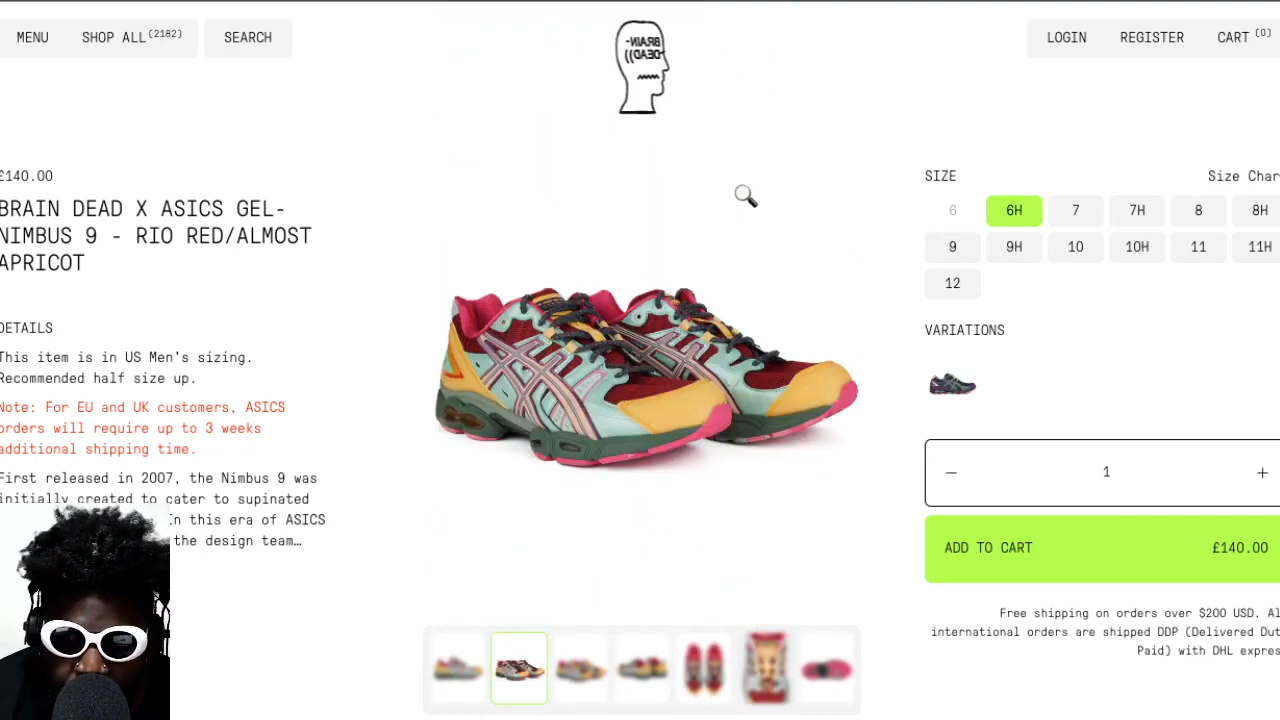 MENU
SHOP ALL(2182)
SEARCH
BRAIN-
DEAD))
LOGIN
REGISTER
CART (0)
£140.00
BRAIN DEAD X ASICS GEL-
NIMBUS 9 - RIO RED/ALMOST
APRICOT
DETAILS
This item is in US Men's sizing.
Recommended half size up.
Note: For EU and UK customers, ASICS
orders will require up to 3 weeks
additional shipping time.
First released in 2007, the Nimbus 9 was
initially created to cater to supinated
In this era of ASICS
the design team…
SIZE
Size Char
6 6H 7 7H 8 8H
9 9H 10 10H 11 11H
12
VARIATIONS
− 1 +
ADD TO CART £140.00
Free shipping on orders over $200 USD. Al
international orders are shipped DDP (Delivered Dut
Paid) with DHL expres